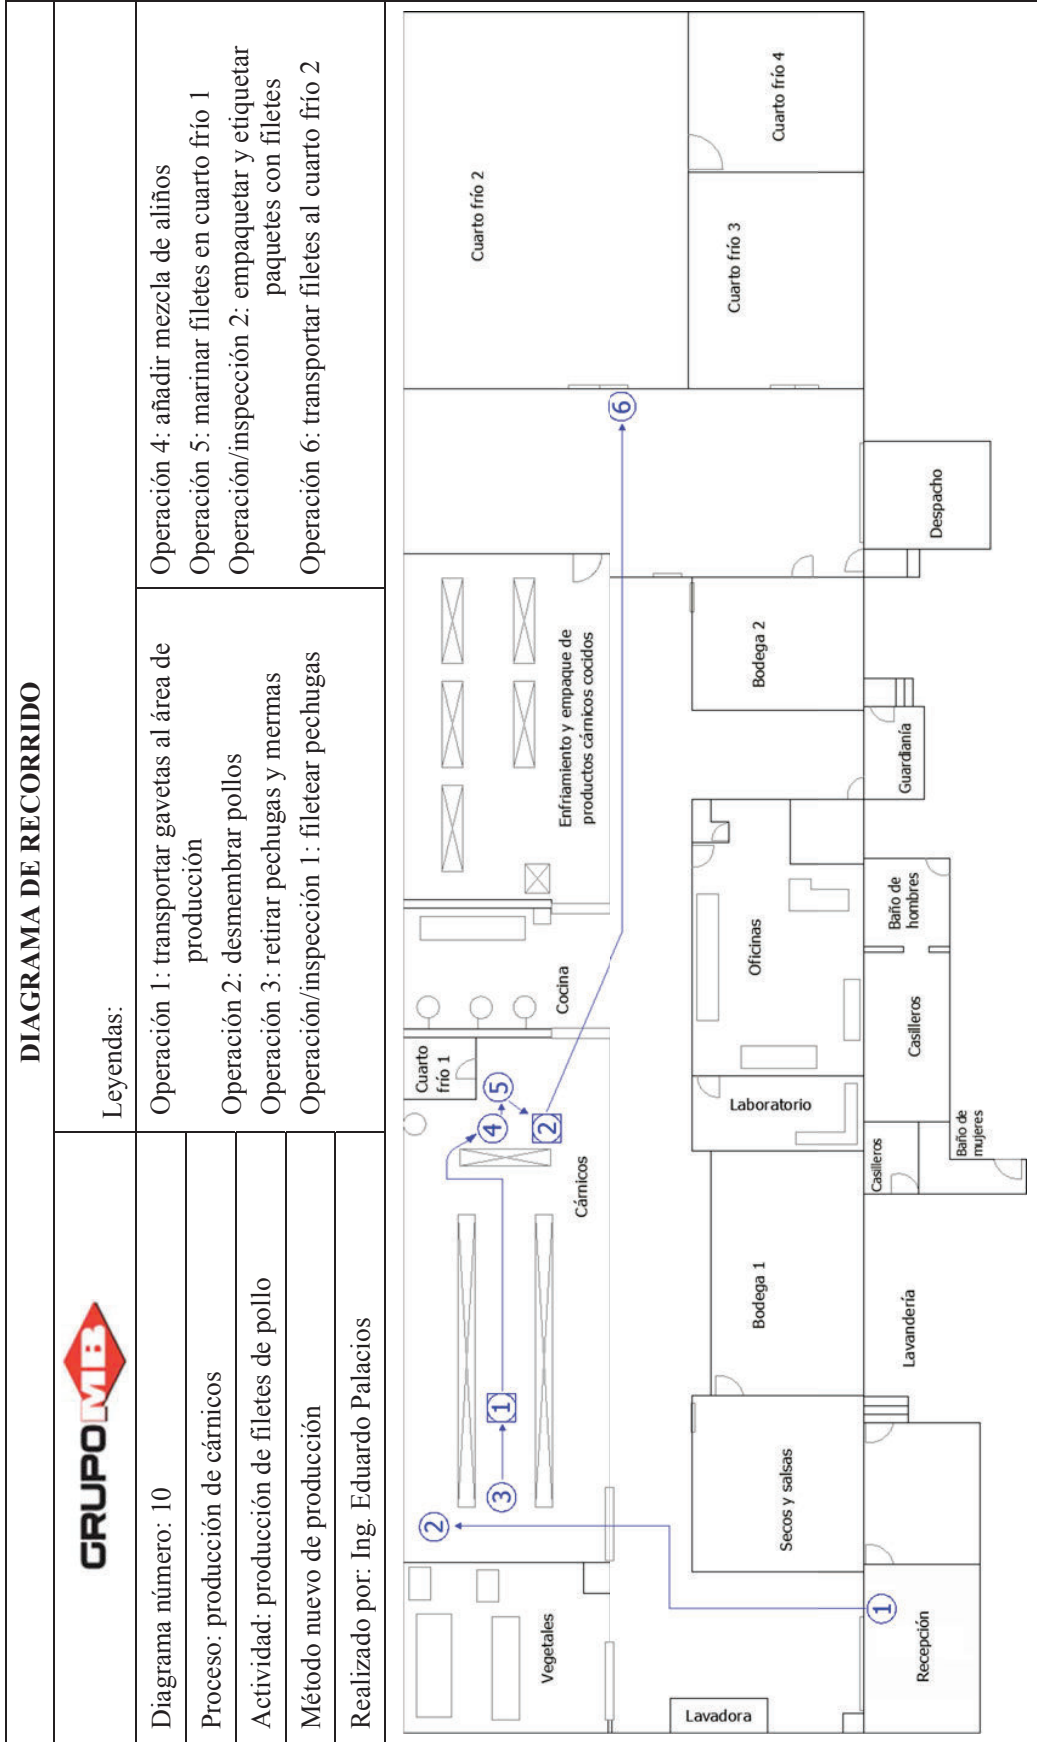 DIAGRAMA DE RECORRIDO
GRUPO MB
Leyendas:
Diagrama número: 10
Proceso: producción de cárnicos
Actividad: producción de filetes de pollo
Método nuevo de producción
Realizado por: Ing. Eduardo Palacios
Operación 1: transportar gavetas al área de
producción
Operación 2: desmembrar pollos
Operación 3: retirar pechugas y mermas
Operación/inspección 1: filetear pechugas
Operación 4: añadir mezcla de aliños
Operación 5: marinar filetes en cuarto frío 1
Operación/inspección 2: empaquetar y etiquetar
paquetes con filetes
Operación 6: transportar filetes al cuarto frío 2
Cuarto
frío 1
Cuarto frío 2
Cuarto frío 4
Cuarto frío 3
2
3
1
4
5
2
6
Vegetales
Cárnicos
Cocina
Enfriamiento y empaque de
productos cárnicos cocidos
Lavadora
Secos y salsas
Bodega 1
Laboratorio
Oficinas
Bodega 2
1
Recepción
Lavandería
Casilleros
Baño de
mujeres
Casilleros
Baño de
hombres
Guardianía
Despacho